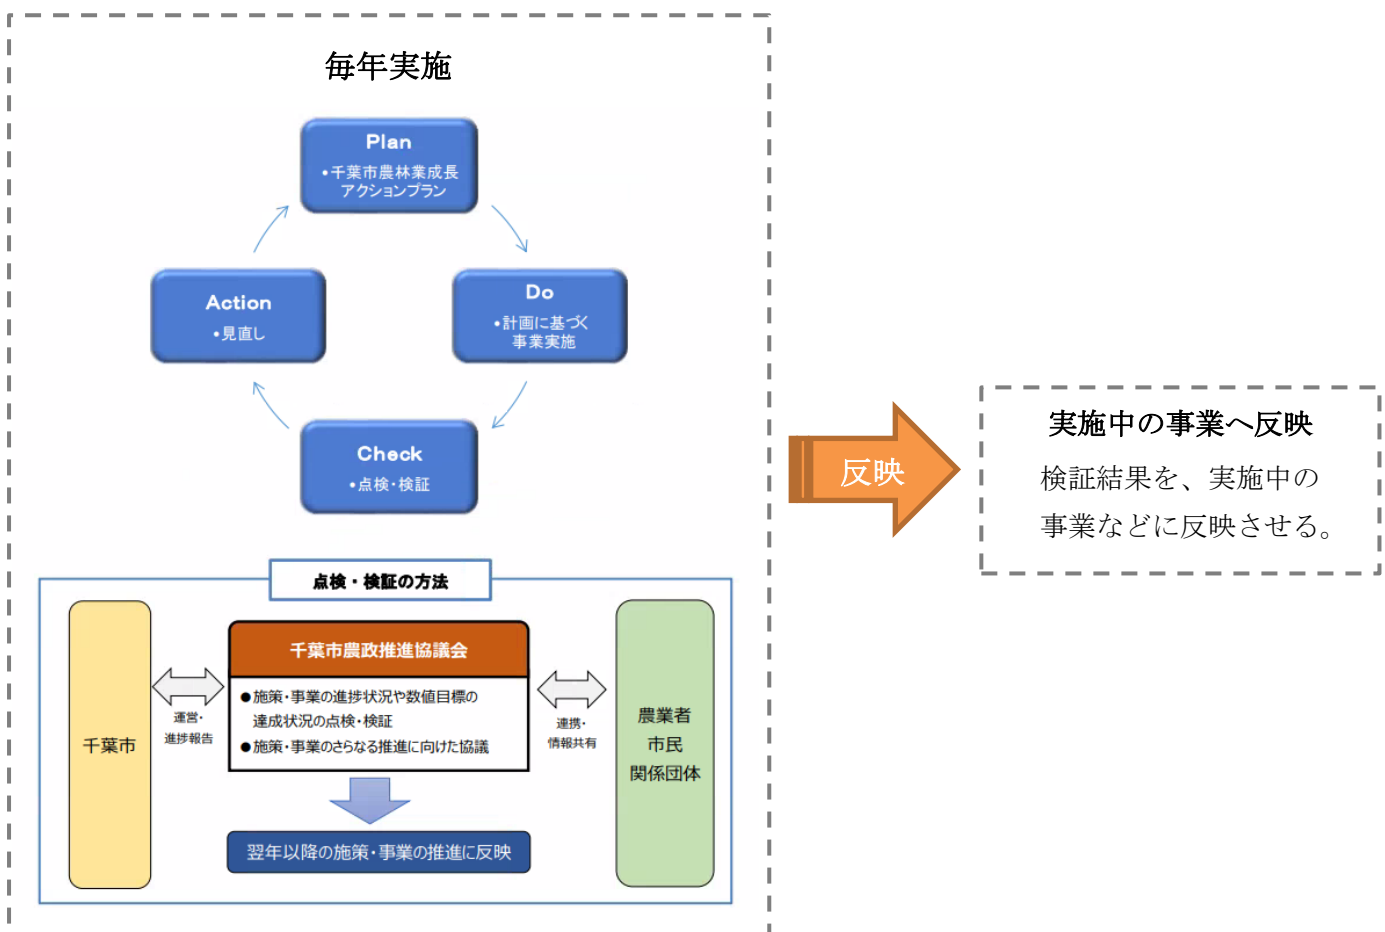 毎年実施
Plan
•千葉市農林業成長
アクションプラン
Action
•見直し
Do
•計画に基づく
事業実施
Check
•点検・検証
反映
実施中の事業へ反映
検証結果を、実施中の
事業などに反映させる。
点検・検証の方法
千葉市
運営・
進捗報告
千葉市農政推進協議会
●施策・事業の進捗状況や数値目標の
達成状況の点検・検証
●施策・事業のさらなる推進に向けた協議
連携・
情報共有
農業者
市民
関係団体
翌年以降の施策・事業の推進に反映